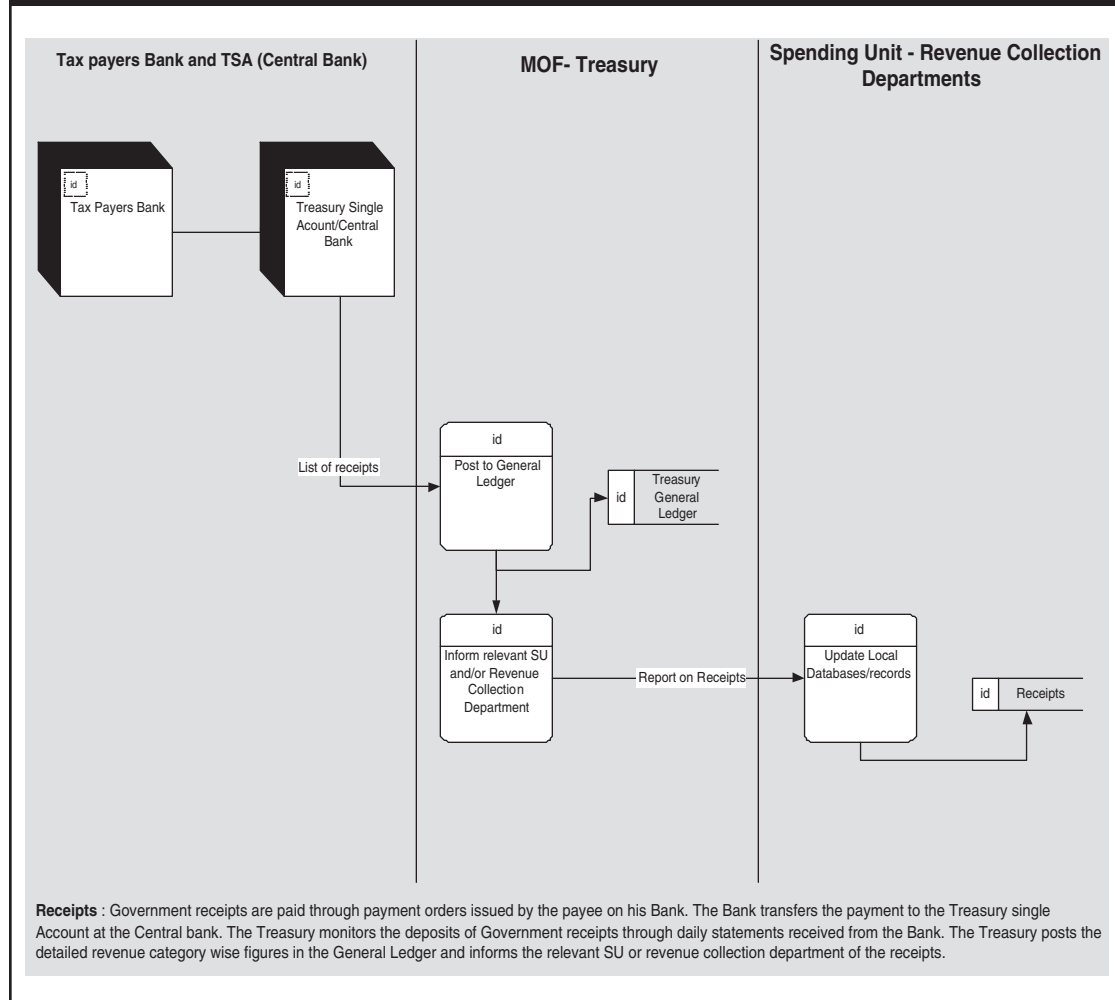 Tax payers Bank and TSA (Central Bank)
MOF- Treasury
Spending Unit - Revenue Collection
Departments
id
Tax Payers Bank
id
Treasury Single
Acount/Central
Bank
List of receipts
id
Post to General
Ledger
id
Treasury
General
Ledger
id
Inform relevant SU
and/or Revenue
Collection
Department
Report on Receipts
id
Update Local
Databases/records
id
Receipts
Receipts : Government receipts are paid through payment orders issued by the payee on his Bank. The Bank transfers the payment to the Treasury single
Account at the Central bank. The Treasury monitors the deposits of Government receipts through daily statements received from the Bank. The Treasury posts the
detailed revenue category wise figures in the General Ledger and informs the relevant SU or revenue collection department of the receipts.